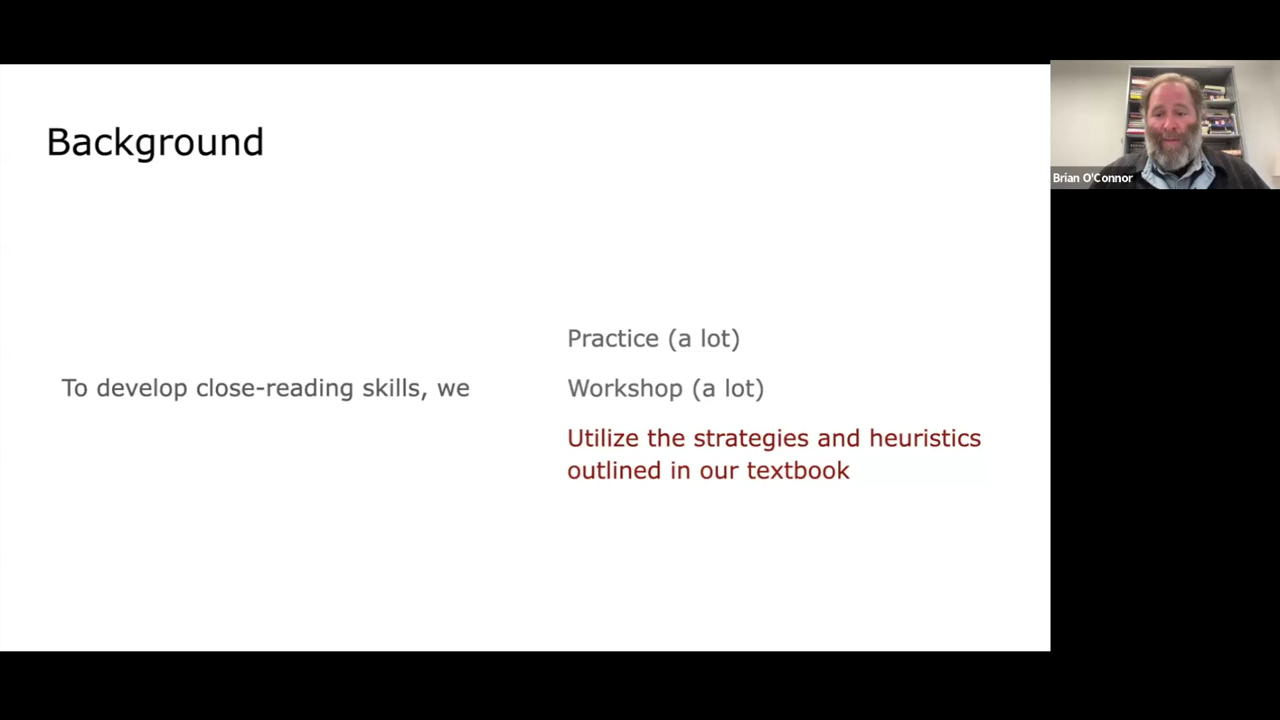 Background
To develop close-reading skills, we
Practice (a lot)
Workshop (a lot)
Utilize the strategies and heuristics
outlined in our textbook
Brian O'Connor